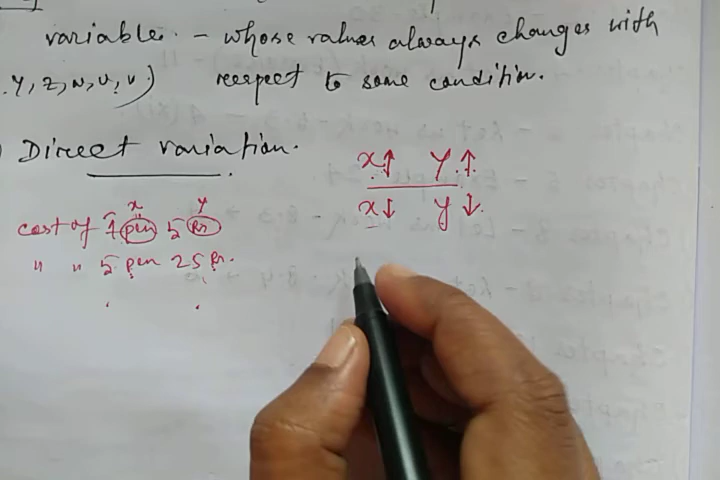 variable. - whose values always changes with
Y, z, w, u, v.) respect to some condition.
Direct variation.
x↑ y.↑
x↓ y↓.
x y
cost of 1 pen 5 Rs
" " 5 pen 25 Rs.